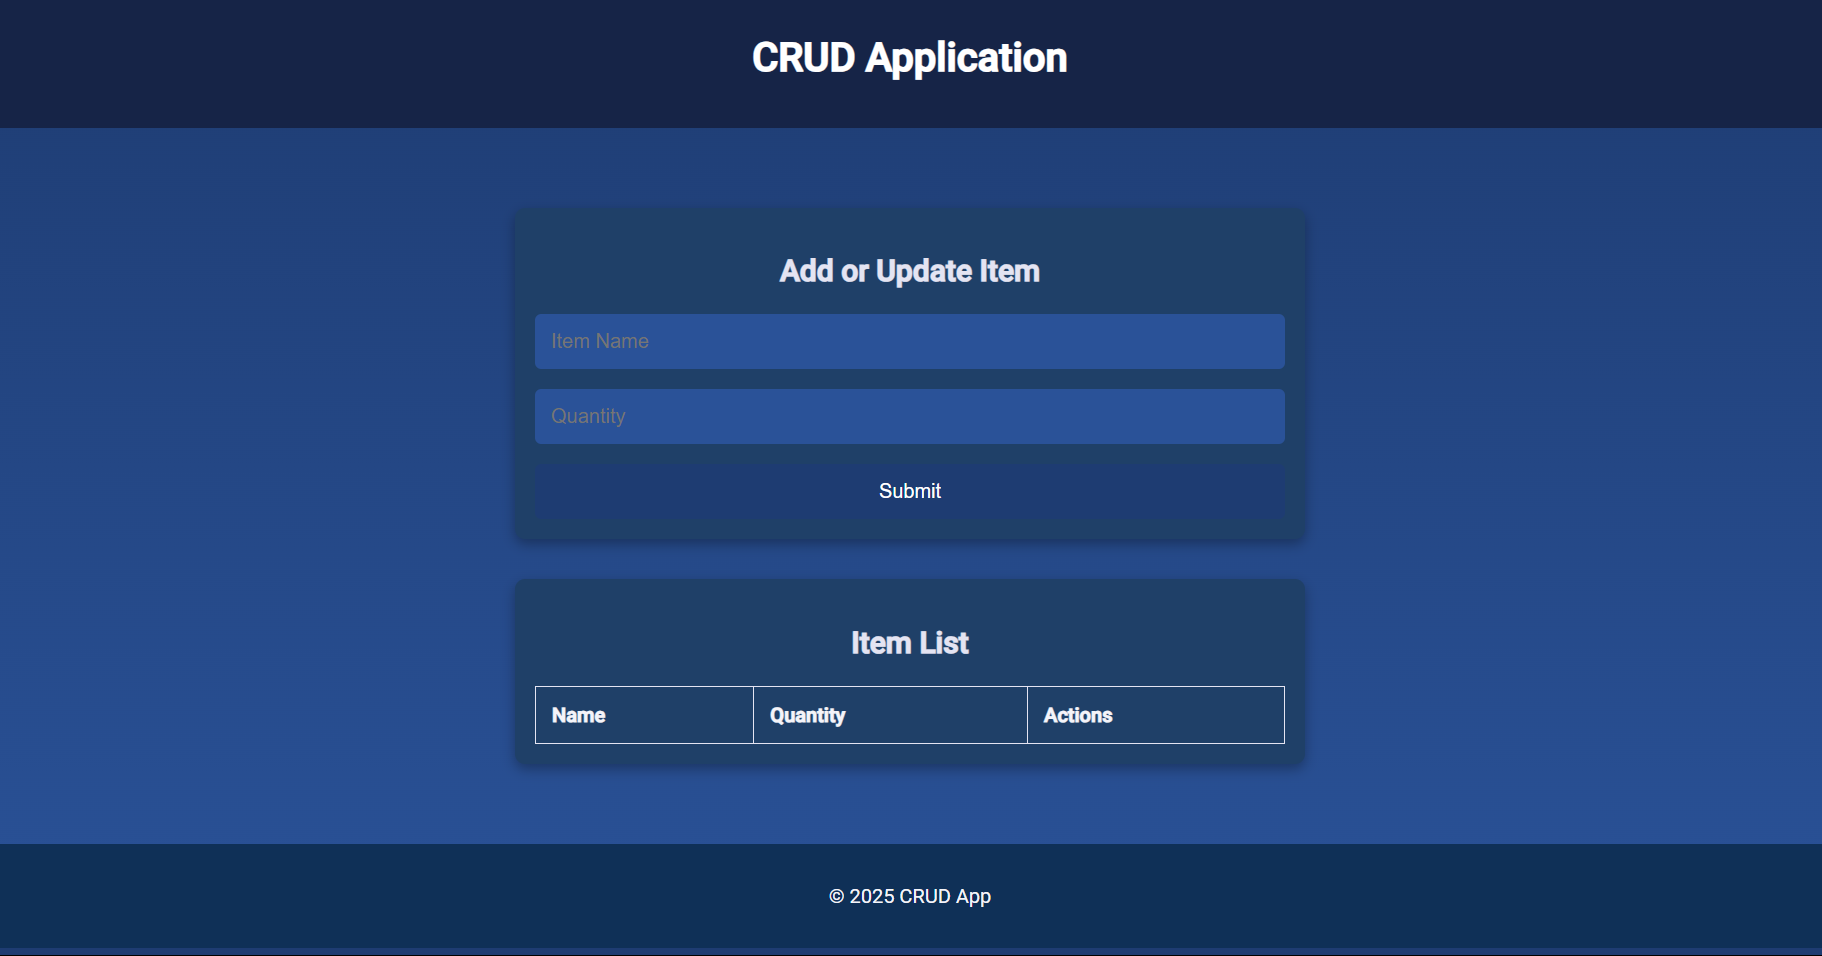 CRUD Application
Add or Update Item
Item Name
Quantity
Submit
Item List
Name Quantity Actions
© 2025 CRUD App